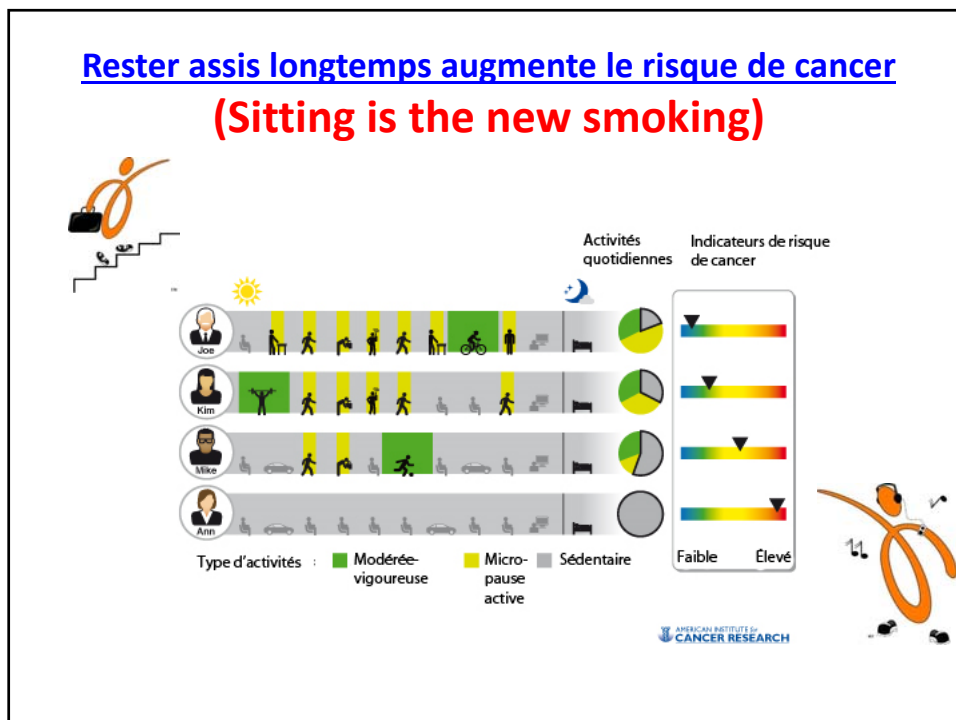 Rester assis longtemps augmente le risque de cancer
(Sitting is the new smoking)
Activités
quotidiennes
Indicateurs de risque
de cancer
Joe
Kim
Mike
Ann
Faible Élevé
Type d'activités :
Modérée-
vigoureuse
Micro-
pause
active
Sédentaire
AMERICAN INSTITUTE for
CANCER RESEARCH